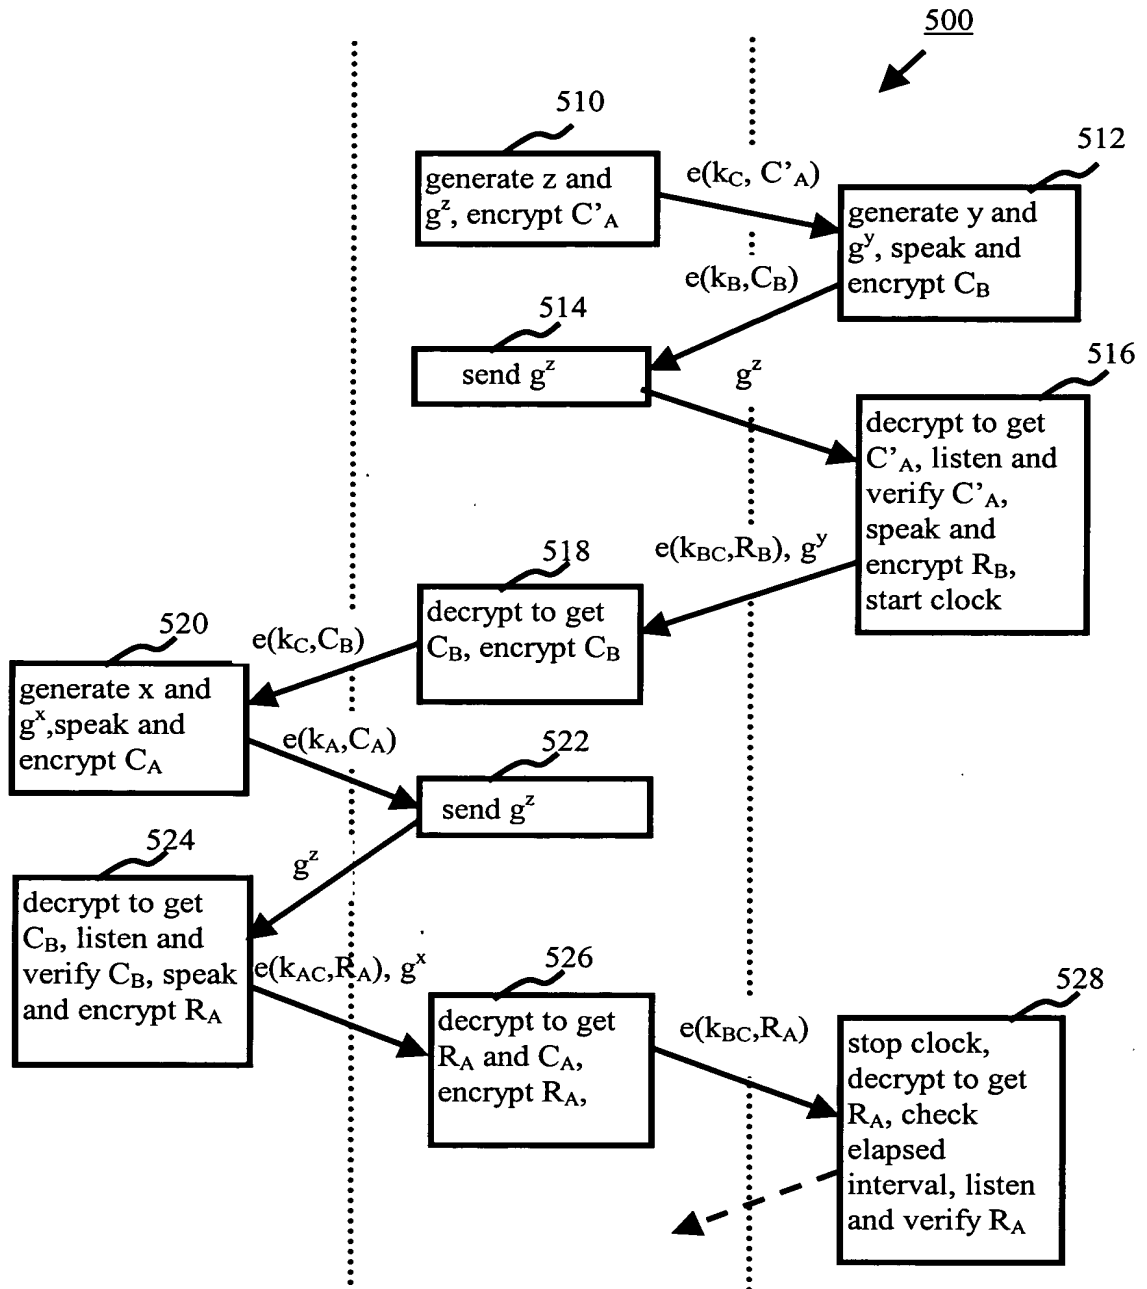 500
510
generate z and
g^z, encrypt C'_A
e(k_C, C'_A)
512
generate y and
g^y, speak and
encrypt C_B
e(k_B,C_B)
514
send g^z
g^z
516
decrypt to get
C'_A, listen and
verify C'_A,
speak and
encrypt R_B,
start clock
e(k_BC,R_B), g^y
518
decrypt to get
C_B, encrypt C_B
e(k_C,C_B)
520
generate x and
g^x,speak and
encrypt C_A
e(k_A,C_A)
522
send g^z
g^z
524
decrypt to get
C_B, listen and
verify C_B, speak
and encrypt R_A
e(k_AC,R_A), g^x
526
decrypt to get
R_A and C_A,
encrypt R_A,
e(k_BC,R_A)
528
stop clock,
decrypt to get
R_A, check
elapsed
interval, listen
and verify R_A